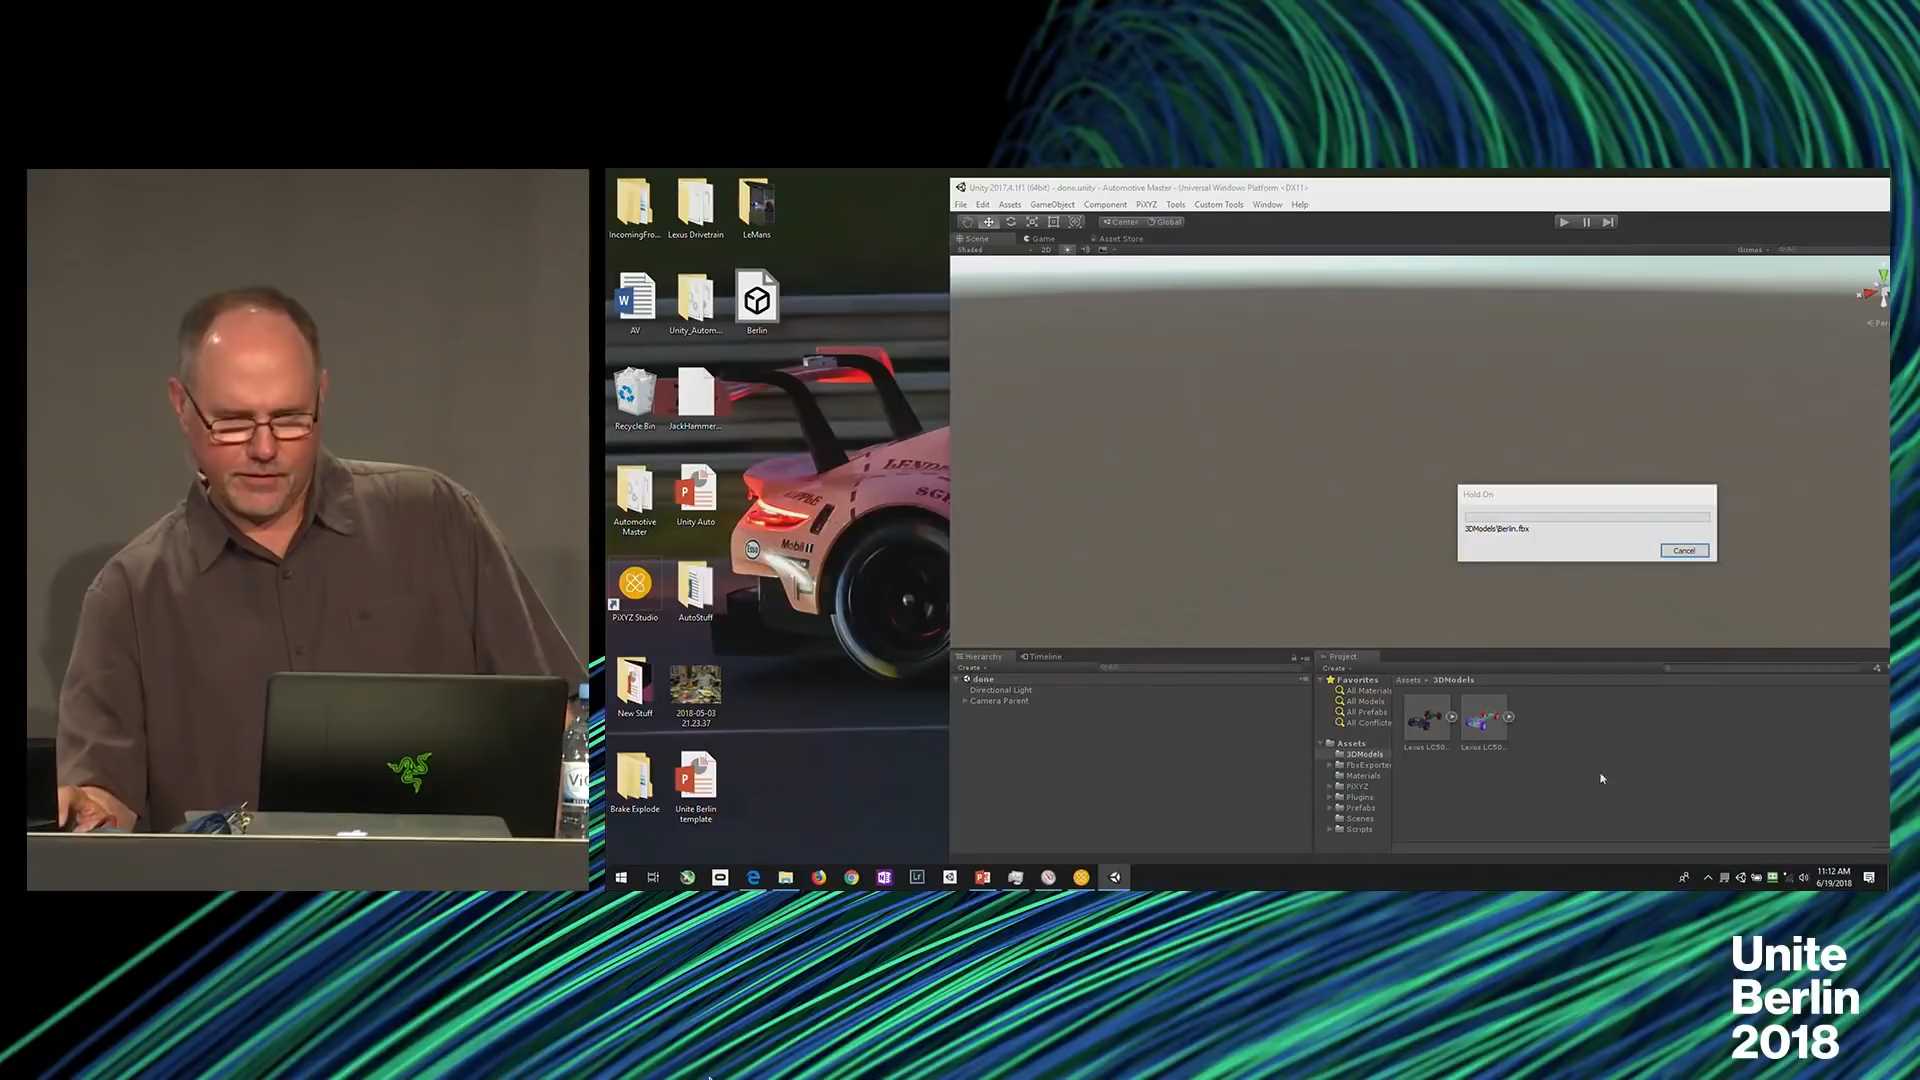 IncomingFro...
Lexus Drivetrain
LeMans
AV
Unity_Autom...
Berlin
Recycle Bin
JackHammer...
Automotive
Master
Unity Auto
PiXYZ Studio
AutoStuff
New Stuff
2018-05-03
21.23.37
Brake Explode
Unite Berlin
template
Esso
Mobil 1
Unity 2017.4.1f1 (64bit) - done.unity - Automotive Master - Universal Windows Platform <DX11>
File Edit Assets GameObject Component PiXYZ Tools Custom Tools Window Help
Center Global
Scene Game Asset Store
Shaded 2D Gizmos
Hold On
3DModels\Berlin.fbx
Cancel
Hierarchy Timeline
Create
done
Directional Light
Camera Parent
Project
Create
Favorites
All Materials
All Models
All Prefabs
All Conflicts
Assets
3DModels
FbxExporter
Materials
PiXYZ
Plugins
Prefabs
Scenes
Scripts
Assets 3DModels
Lexus LC50...
Lexus LC50...
11:12 AM
6/19/2018
Unite
Berlin
2018